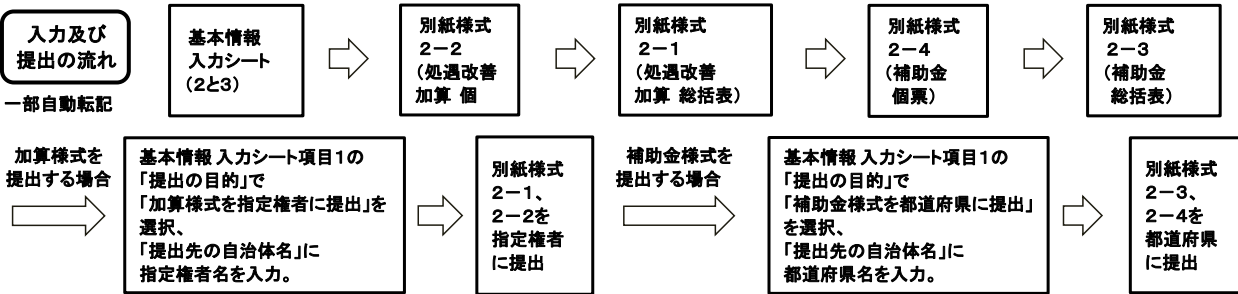 入力及び
提出の流れ
一部自動転記
基本情報
入力シート
(2と3)
別紙様式
2－2
(処遇改善
加算 個
別紙様式
2－1
(処遇改善
加算 総括表)
別紙様式
2－4
(補助金
個票)
別紙様式
2－3
(補助金
総括表)
加算様式を
提出する場合
基本情報 入力シート項目1の
「提出の目的」で
「加算様式を指定権者に提出」を
選択、
「提出先の自治体名」に
指定権者名を入力。
別紙様式
2－1、
2－2を
指定権者
に提出
補助金様式を
提出する場合
基本情報 入力シート項目1の
「提出の目的」で
「補助金様式を都道府県に提出」
を選択、
「提出先の自治体名」に
都道府県名を入力。
別紙様式
2－3、
2－4を
都道府県
に提出